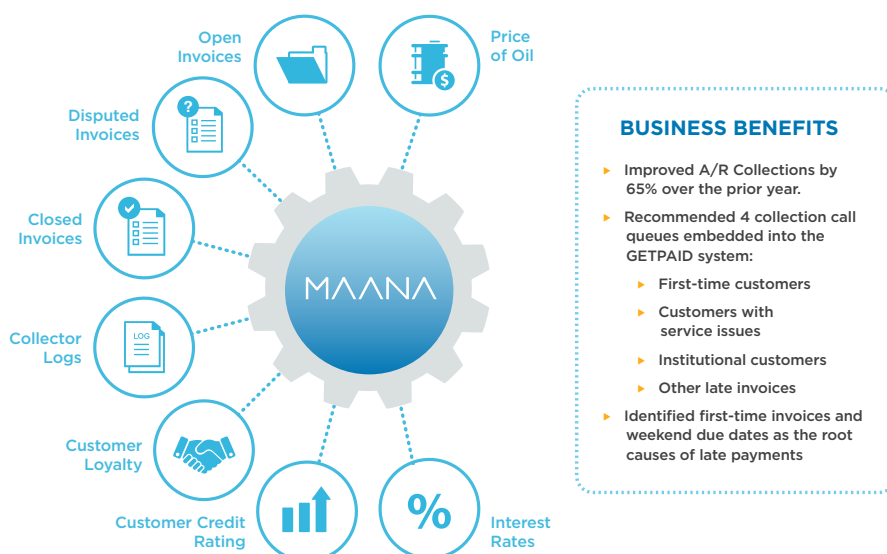 Open
Invoices
Price
of Oil
Disputed
Invoices
?
$
Closed
Invoices
Collector
Logs
LOG
Customer
Loyalty
Customer Credit
Rating
%
Interest
Rates
MAANA
BUSINESS BENEFITS
Improved A/R Collections by
65% over the prior year.
Recommended 4 collection call
queues embedded into the
GETPAID system:
First-time customers
Customers with
service issues
Institutional customers
Other late invoices
Identified first-time invoices and
weekend due dates as the root
causes of late payments